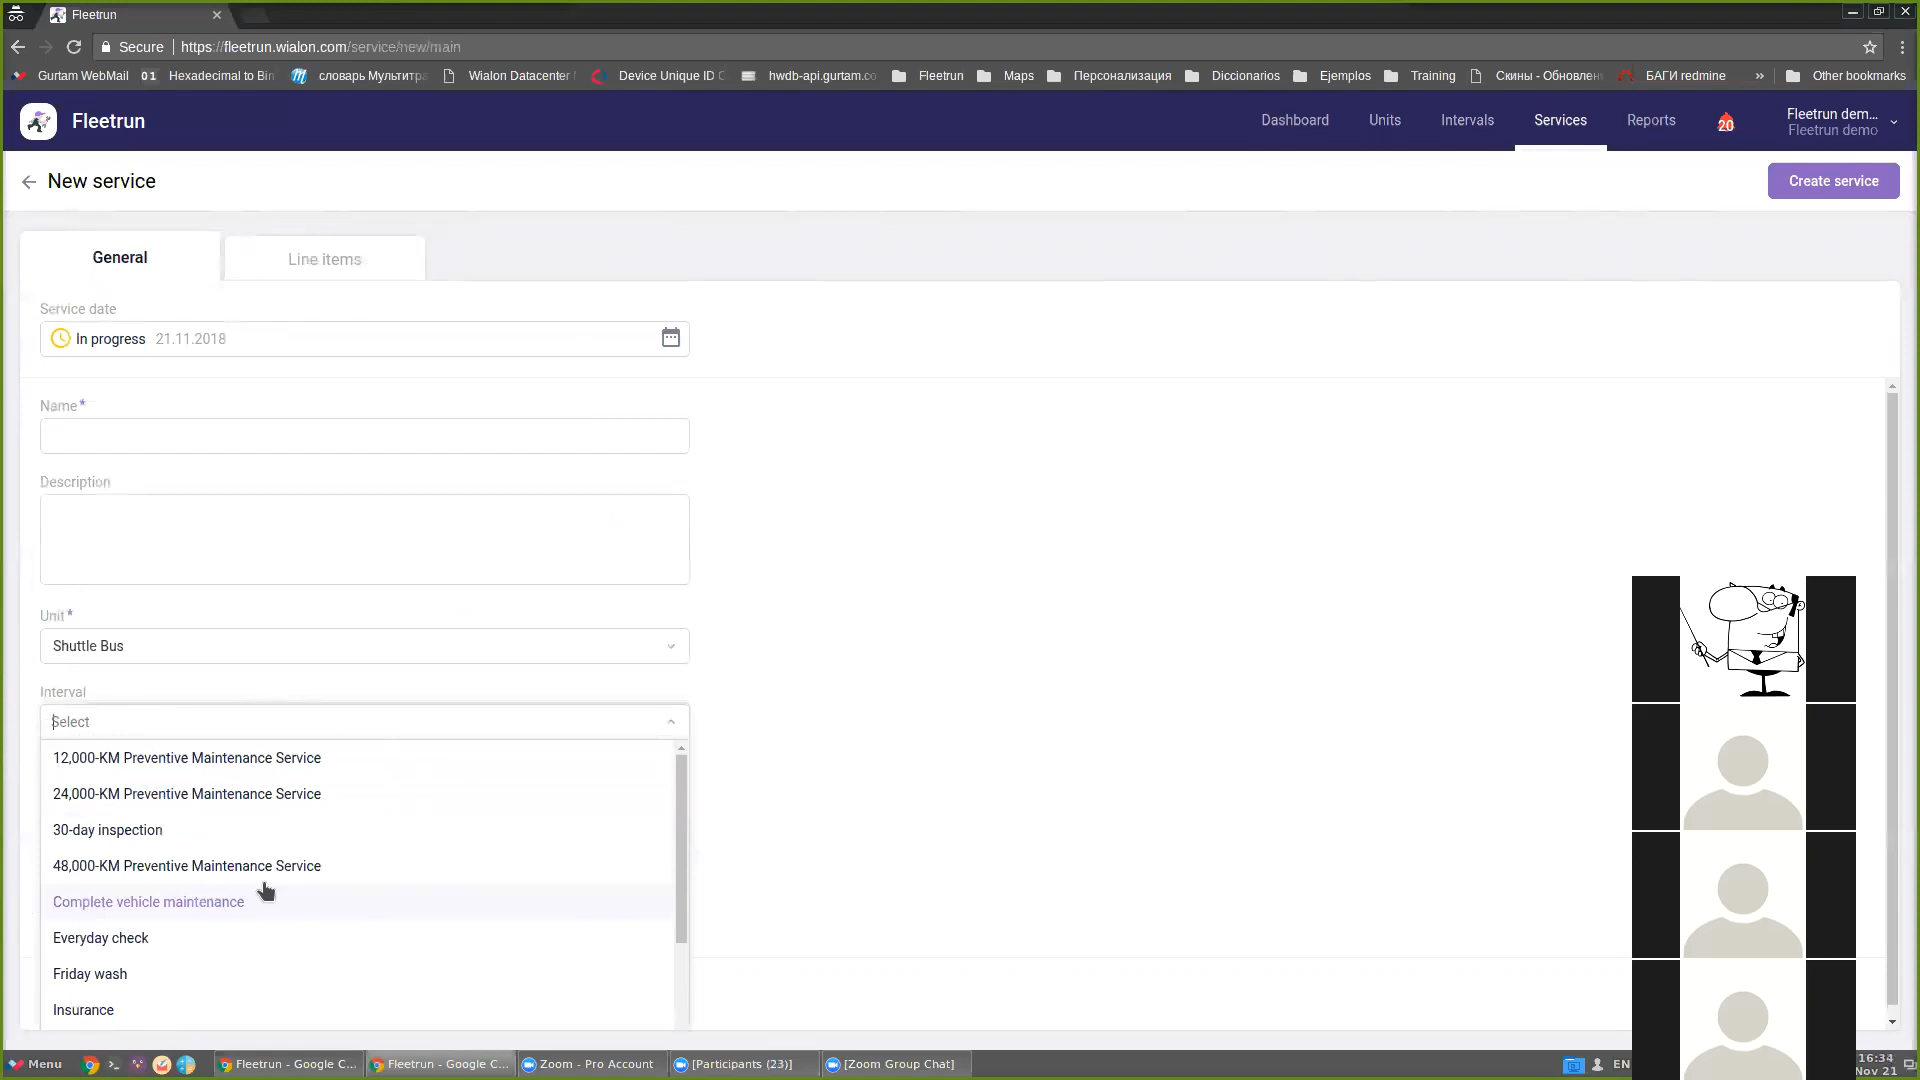 Fleetrun
Secure https://fleetrun.wialon.com/service/new/main
Gurtam WebMail 01 Hexadecimal to Bin словарь Мультитра Wialon Datacenter Device Unique ID C hwdb-api.gurtam.co Fleetrun Maps Персонализация Diccionarios Ejemplos Training Скины - Обновлен БАГИ redmine » Other bookmarks
Fleetrun Dashboard Units Intervals Services Reports 20 Fleetrun dem...
Fleetrun demo
New service Create service
General Line items
Service date
In progress 21.11.2018
Name*
Description
Unit*
Shuttle Bus
Interval
Select
12,000-KM Preventive Maintenance Service
24,000-KM Preventive Maintenance Service
30-day inspection
48,000-KM Preventive Maintenance Service
Complete vehicle maintenance
Everyday check
Friday wash
Insurance
Menu Fleetrun - Google C... Fleetrun - Google C... Zoom - Pro Account [Participants (23)] [Zoom Group Chat] EN 16:34
Nov 21